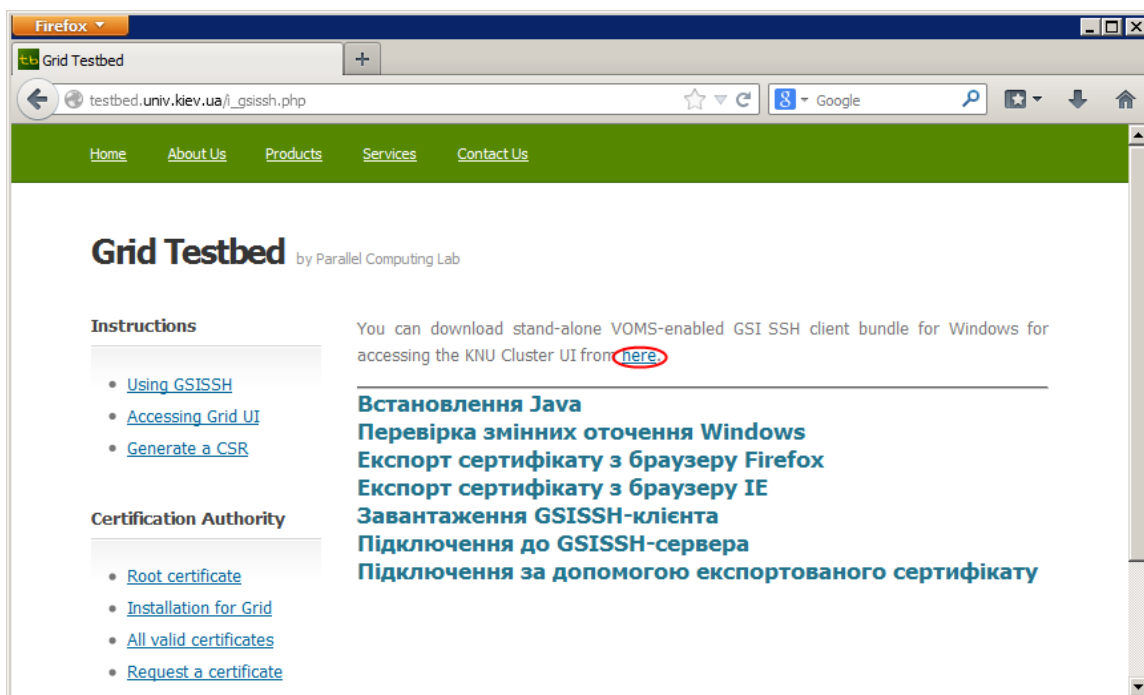 Firefox
tb Grid Testbed
testbed.univ.kiev.ua/i_gsissh.php
8 Google
Home About Us Products Services Contact Us
Grid Testbed by Parallel Computing Lab
Instructions
Using GSISSH
Accessing Grid UI
Generate a CSR
Certification Authority
Root certificate
Installation for Grid
All valid certificates
Request a certificate
You can download stand-alone VOMS-enabled GSI SSH client bundle for Windows for
accessing the KNU Cluster UI from here.
Встановлення Java
Перевірка змінних оточення Windows
Експорт сертифікату з браузеру Firefox
Експорт сертифікату з браузеру IE
Завантаження GSISSH-клієнта
Підключення до GSISSH-сервера
Підключення за допомогою експортованого сертифікату